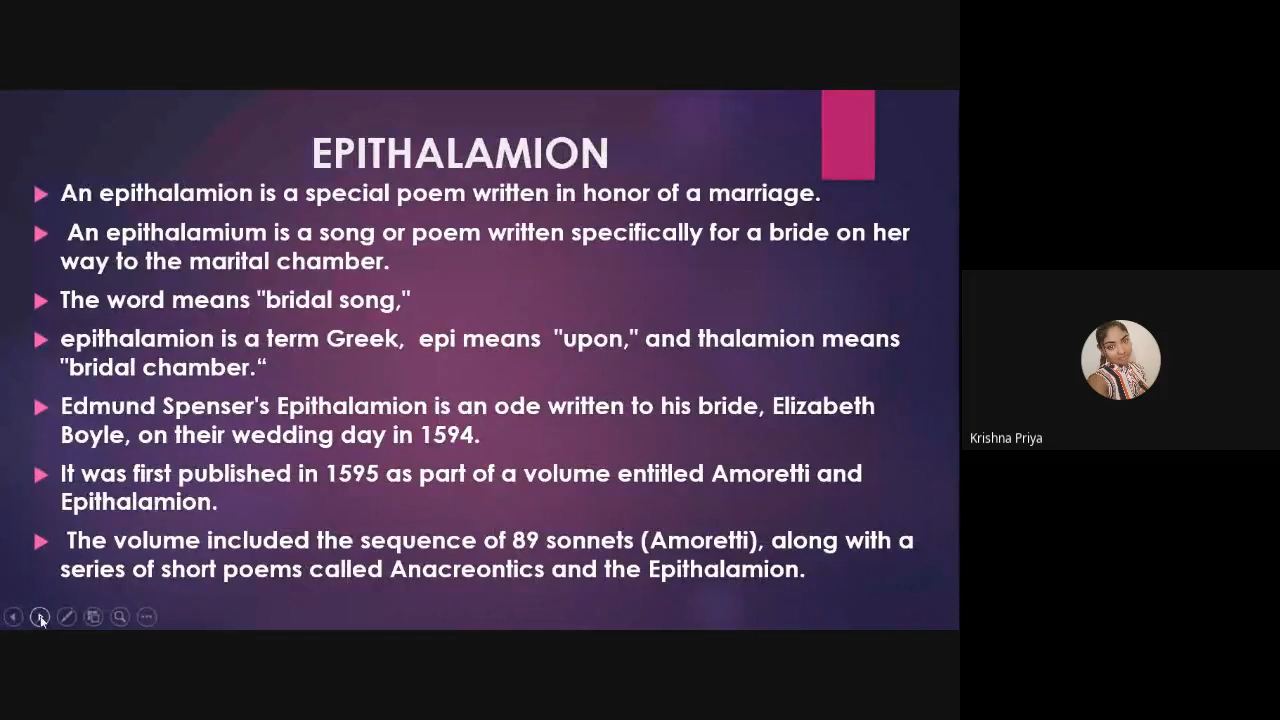 EPITHALAMION
An epithalamion is a special poem written in honor of a marriage.
An epithalamium is a song or poem written specifically for a bride on her
way to the marital chamber.
The word means "bridal song,"
epithalamion is a term Greek, epi means "upon," and thalamion means
"bridal chamber.“
Edmund Spenser's Epithalamion is an ode written to his bride, Elizabeth
Boyle, on their wedding day in 1594.
It was first published in 1595 as part of a volume entitled Amoretti and
Epithalamion.
The volume included the sequence of 89 sonnets (Amoretti), along with a
series of short poems called Anacreontics and the Epithalamion.
Krishna Priya